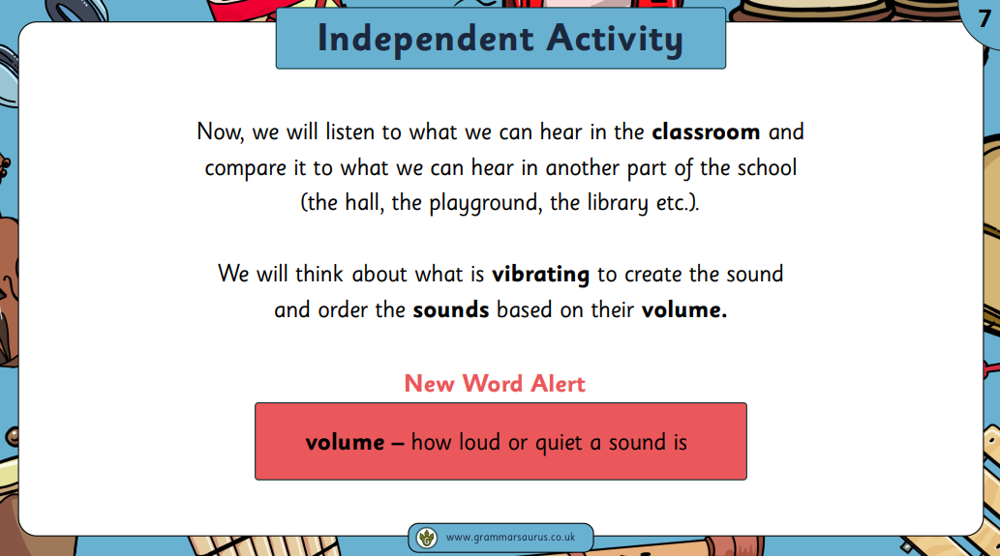 7
Independent Activity
Now, we will listen to what we can hear in the classroom and
compare it to what we can hear in another part of the school
(the hall, the playground, the library etc.).
We will think about what is vibrating to create the sound
and order the sounds based on their volume.
New Word Alert
volume – how loud or quiet a sound is
www.grammarsaurus.co.uk